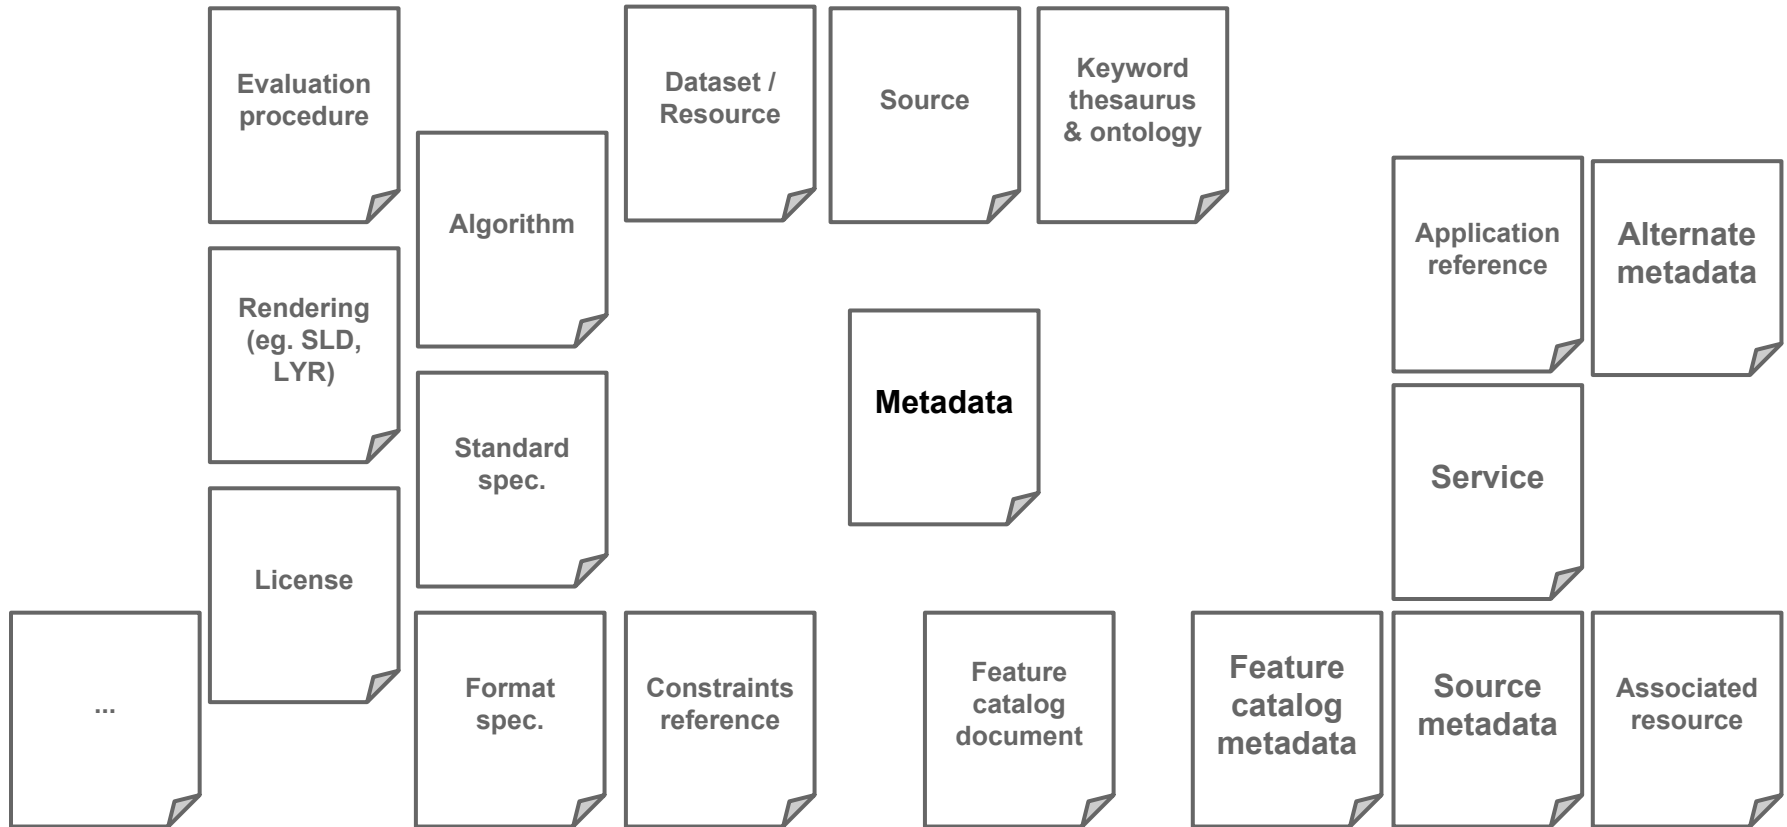 Evaluation
procedure
Dataset /
Resource
Source
Keyword
thesaurus
& ontology
Algorithm
Application
reference
Alternate
metadata
Rendering
(eg. SLD,
LYR)
Metadata
Standard
spec.
Service
License
...
Format
spec.
Constraints
reference
Feature
catalog
document
Feature
catalog
metadata
Source
metadata
Associated
resource